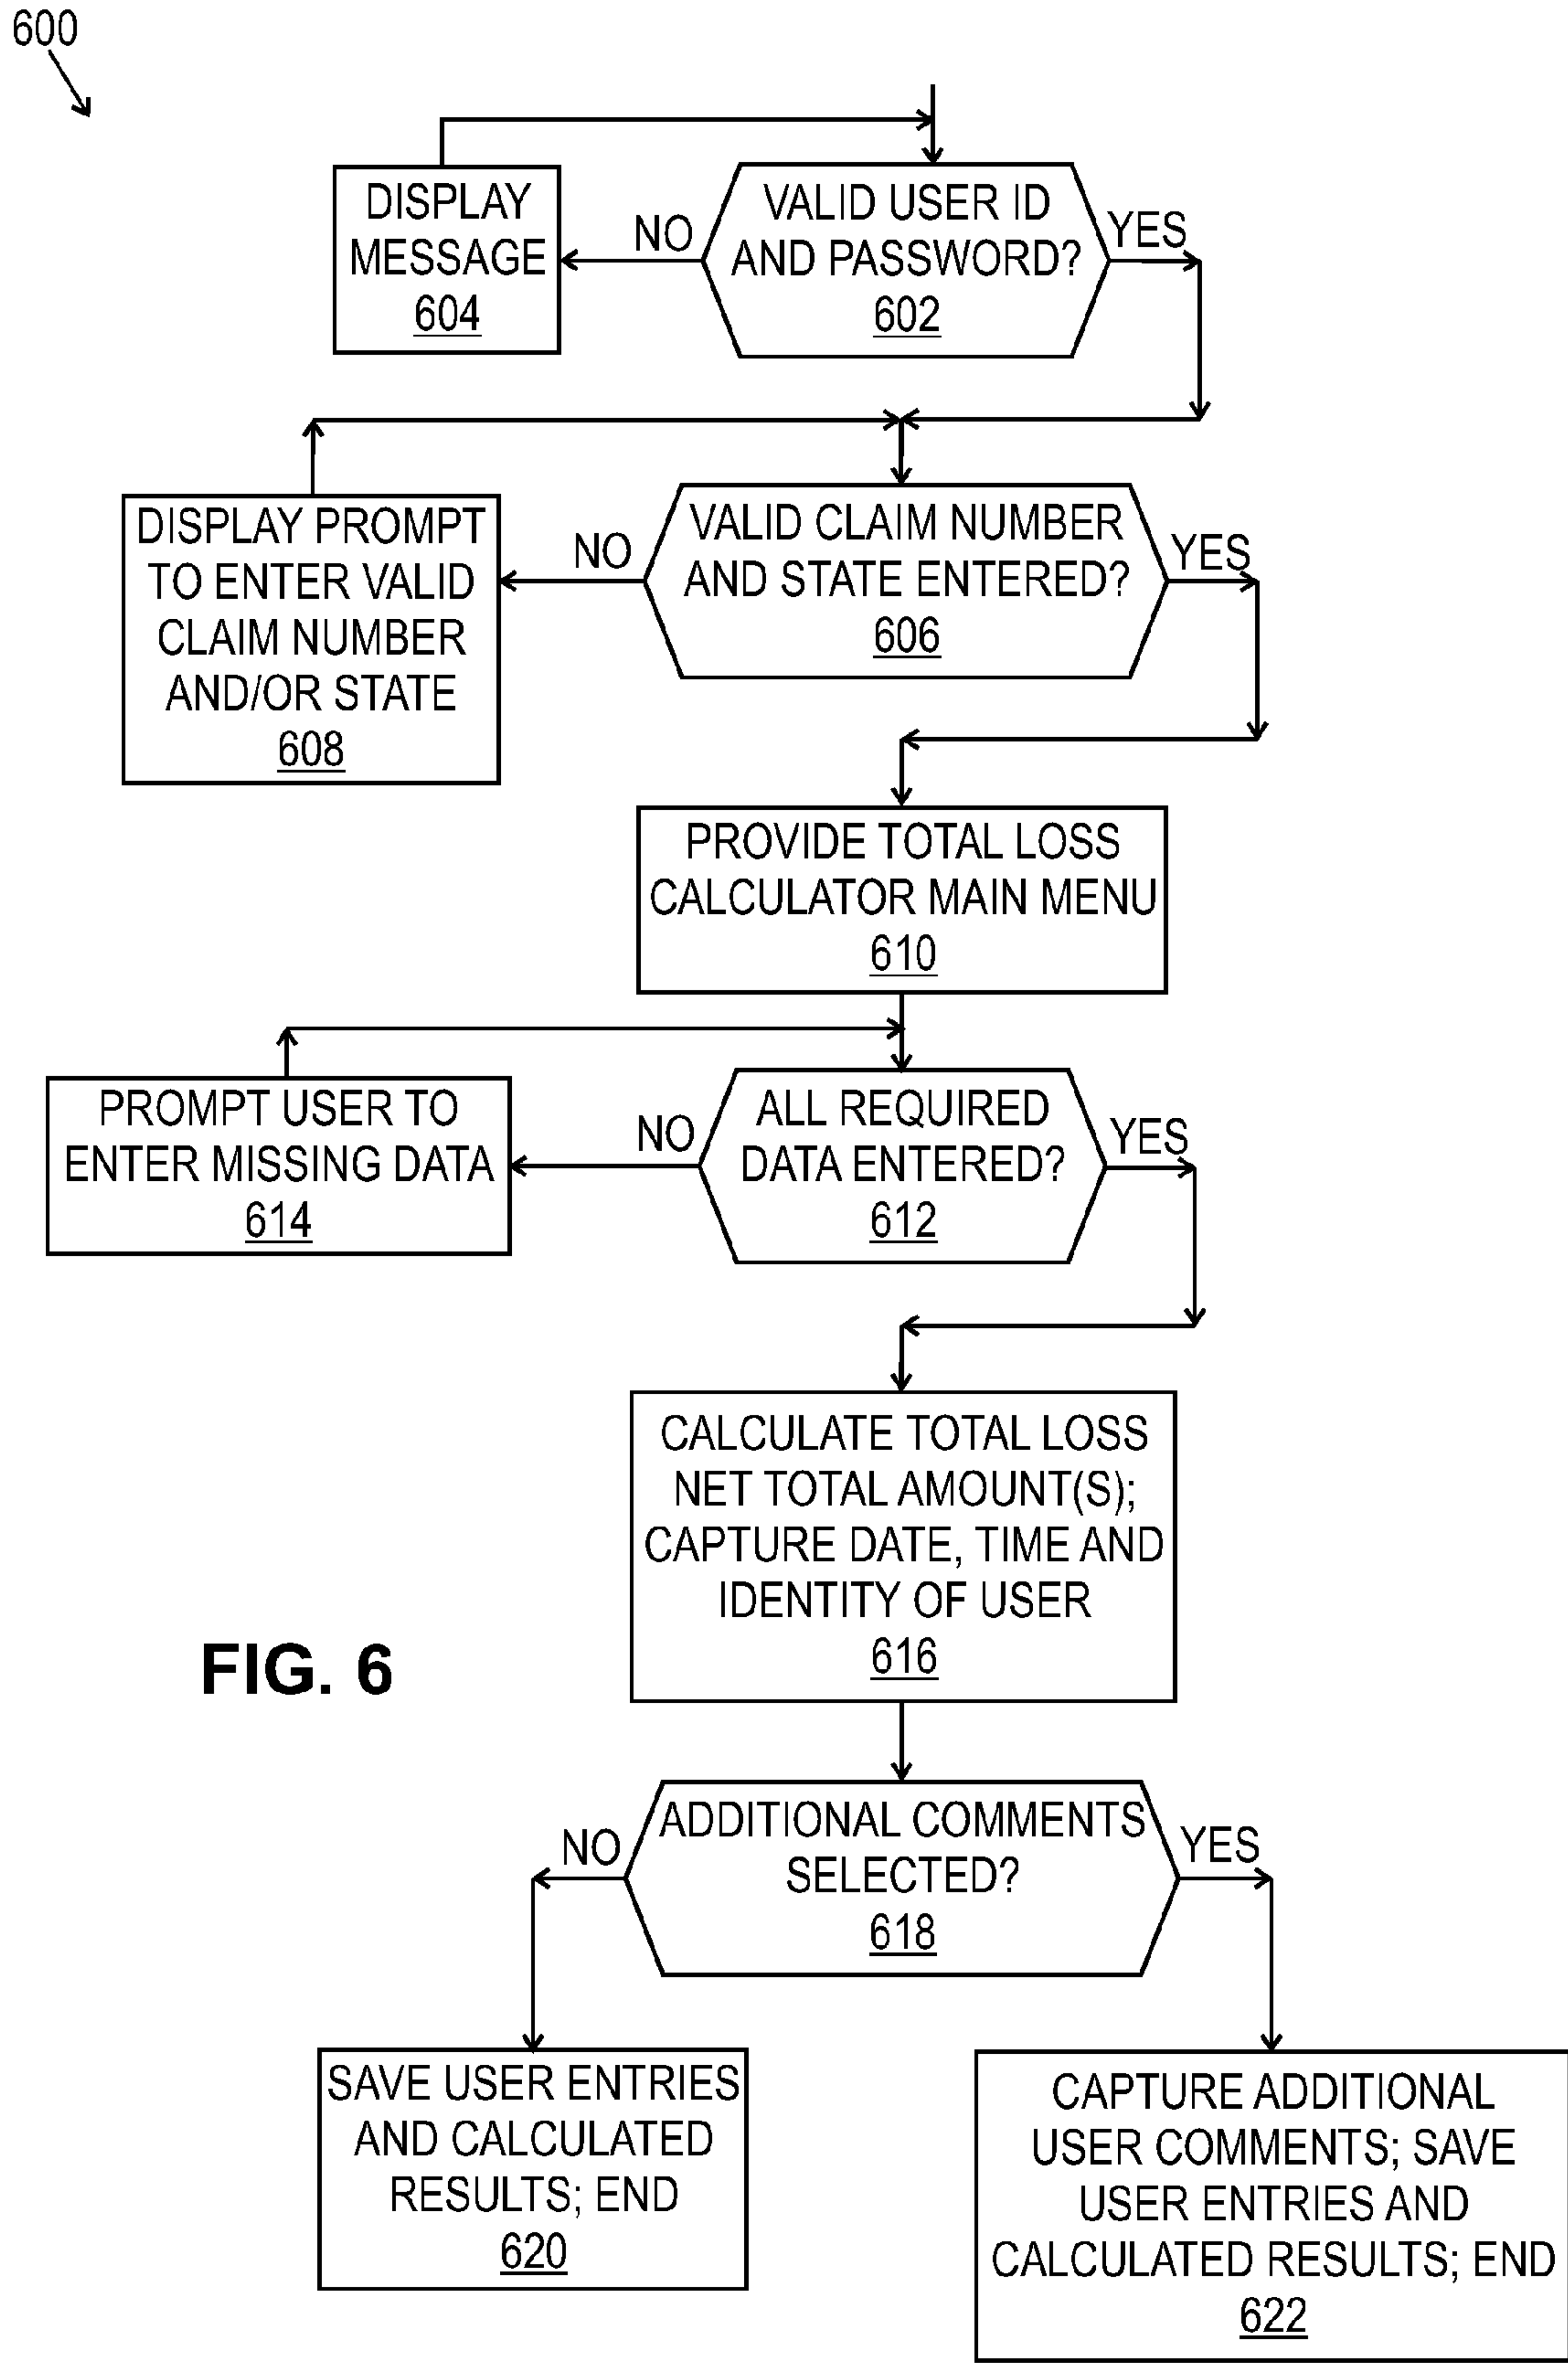 600
DISPLAY
MESSAGE
604
NO
VALID USER ID
AND PASSWORD?
602
YES
DISPLAY PROMPT
TO ENTER VALID
CLAIM NUMBER
AND/OR STATE
608
NO
VALID CLAIM NUMBER
AND STATE ENTERED?
606
YES
PROVIDE TOTAL LOSS
CALCULATOR MAIN MENU
610
PROMPT USER TO
ENTER MISSING DATA
614
NO
ALL REQUIRED
DATA ENTERED?
612
YES
CALCULATE TOTAL LOSS
NET TOTAL AMOUNT(S);
CAPTURE DATE, TIME AND
IDENTITY OF USER
616
FIG. 6
NO
ADDITIONAL COMMENTS
SELECTED?
618
YES
SAVE USER ENTRIES
AND CALCULATED
RESULTS; END
620
CAPTURE ADDITIONAL
USER COMMENTS; SAVE
USER ENTRIES AND
CALCULATED RESULTS; END
622